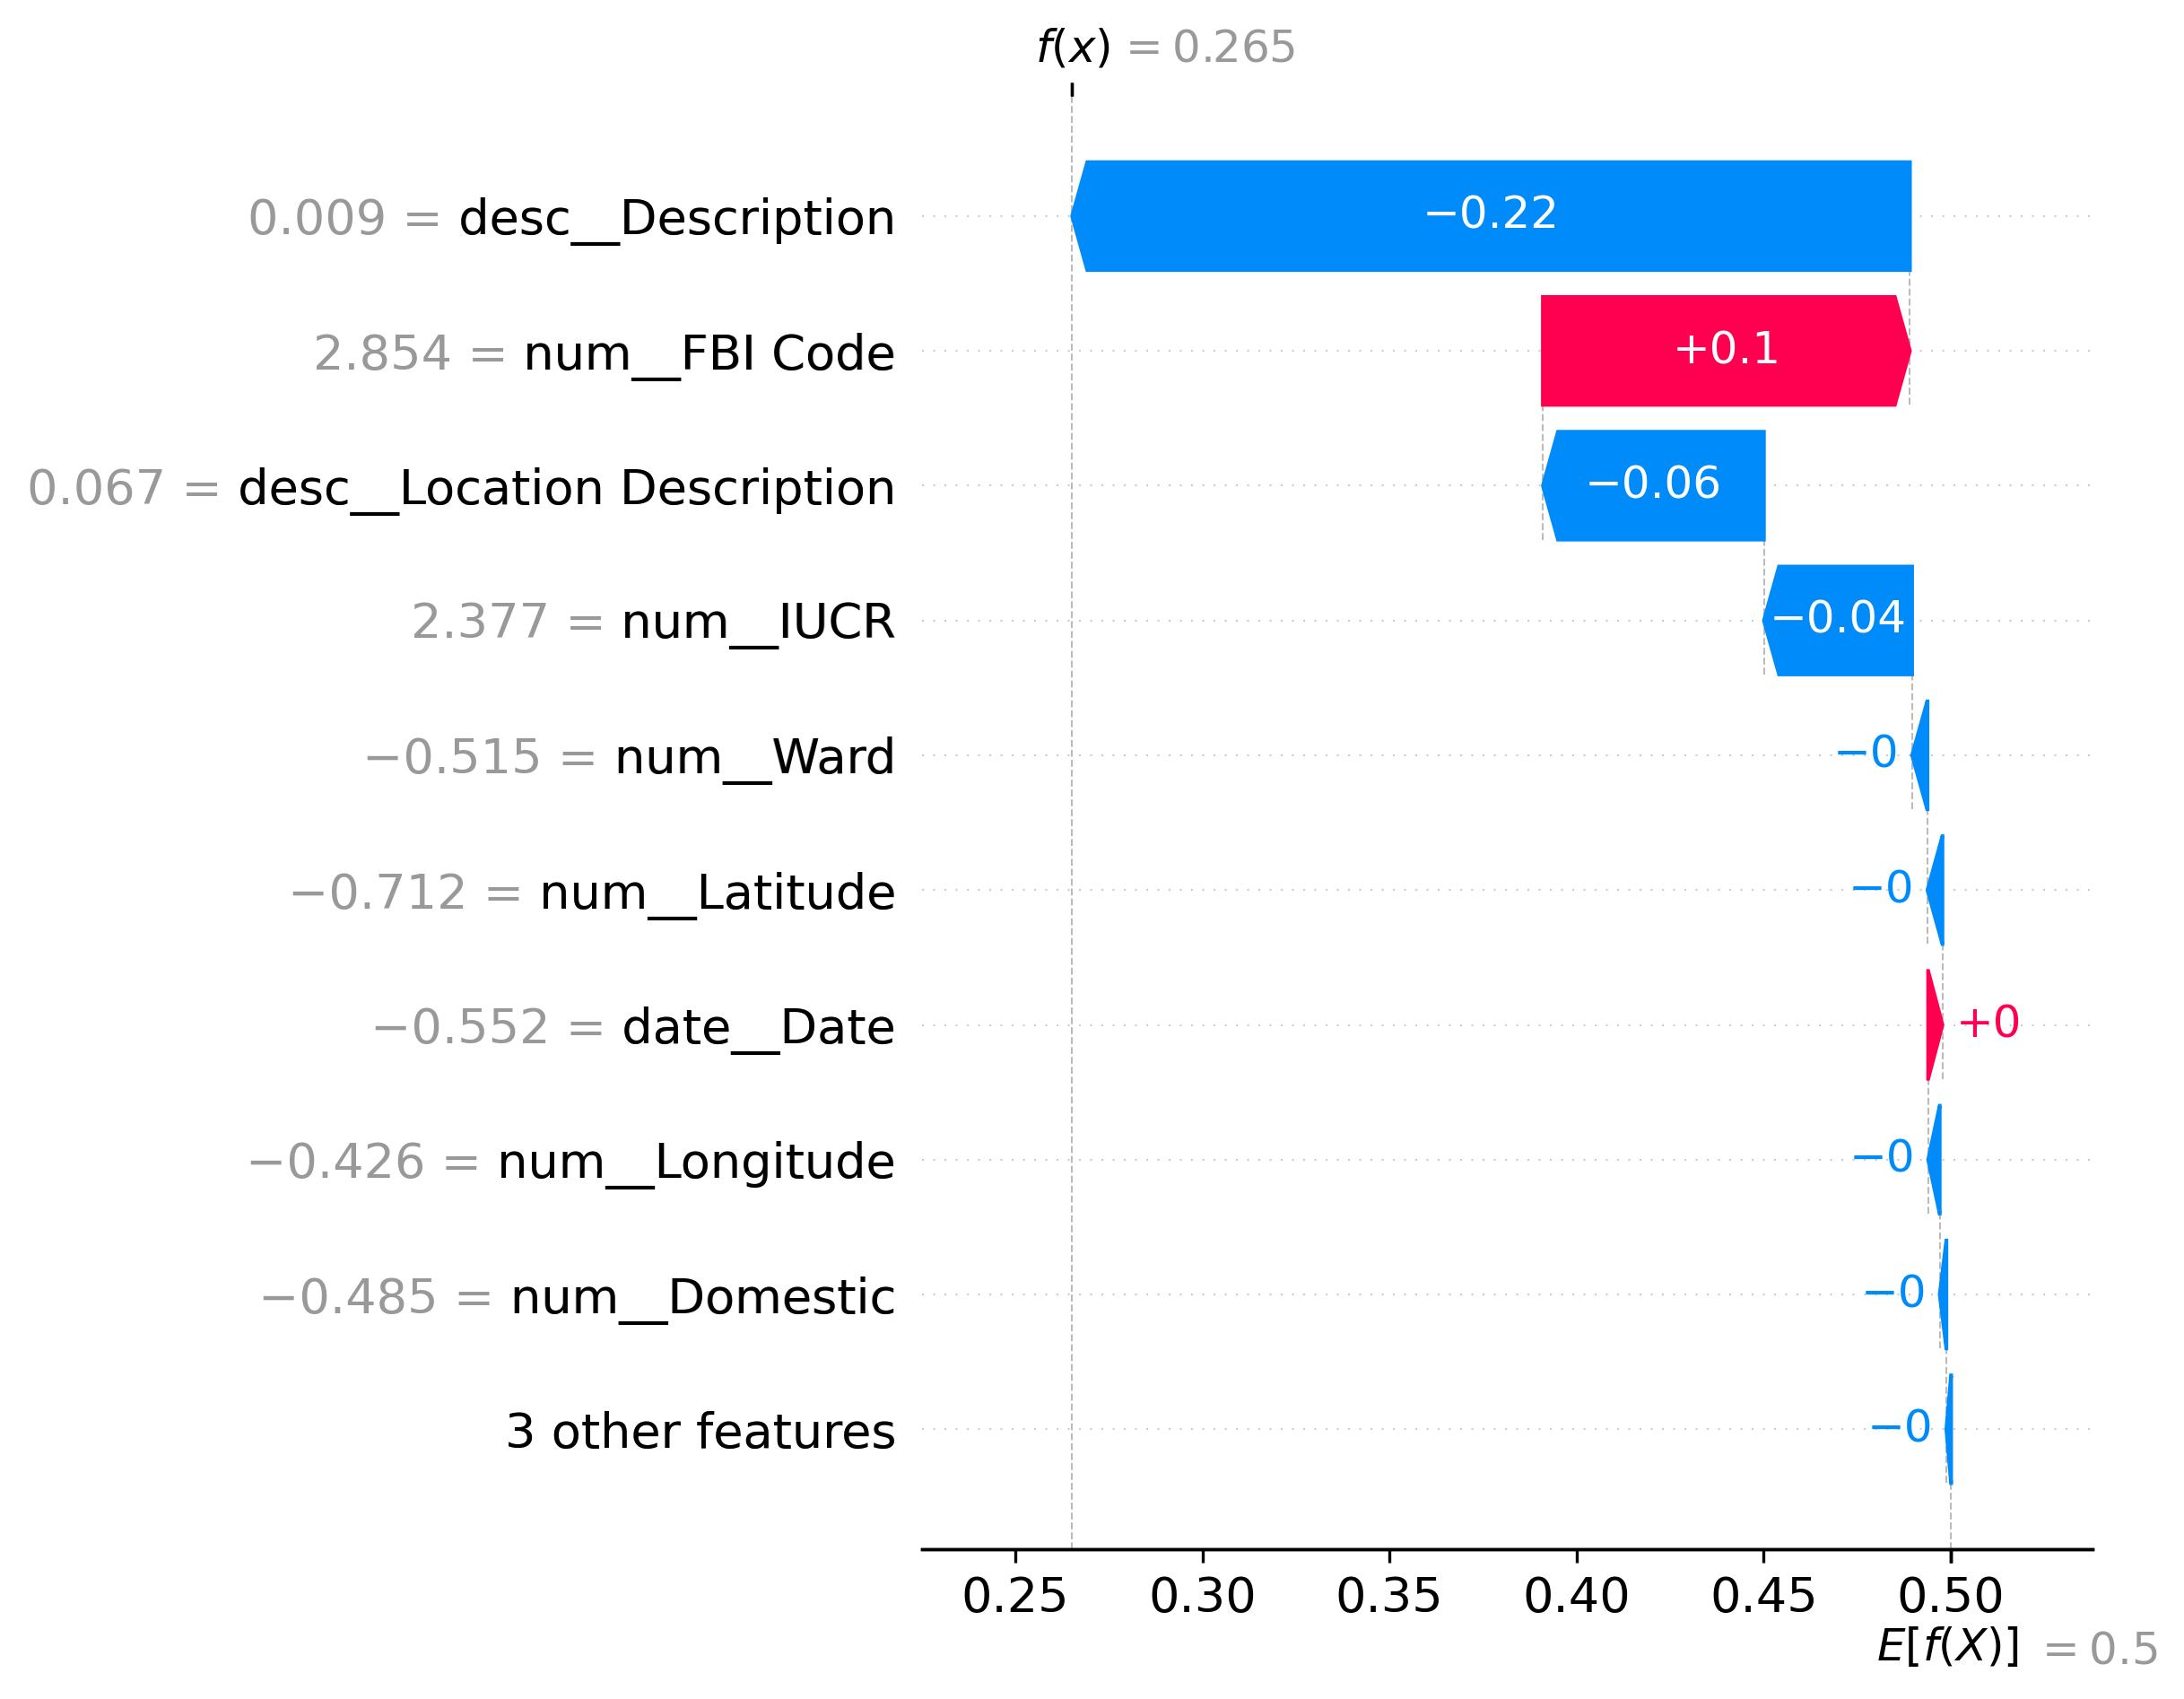 f(x) = 0.265
0.009 = desc__Description −0.22
2.854 = num__FBI Code +0.1
0.067 = desc__Location Description −0.06
2.377 = num__IUCR −0.04
−0.515 = num__Ward −0
−0.712 = num__Latitude −0
−0.552 = date__Date +0
−0.426 = num__Longitude −0
−0.485 = num__Domestic −0
3 other features −0
0.25 0.30 0.35 0.40 0.45 0.50
E[f(X)] = 0.5